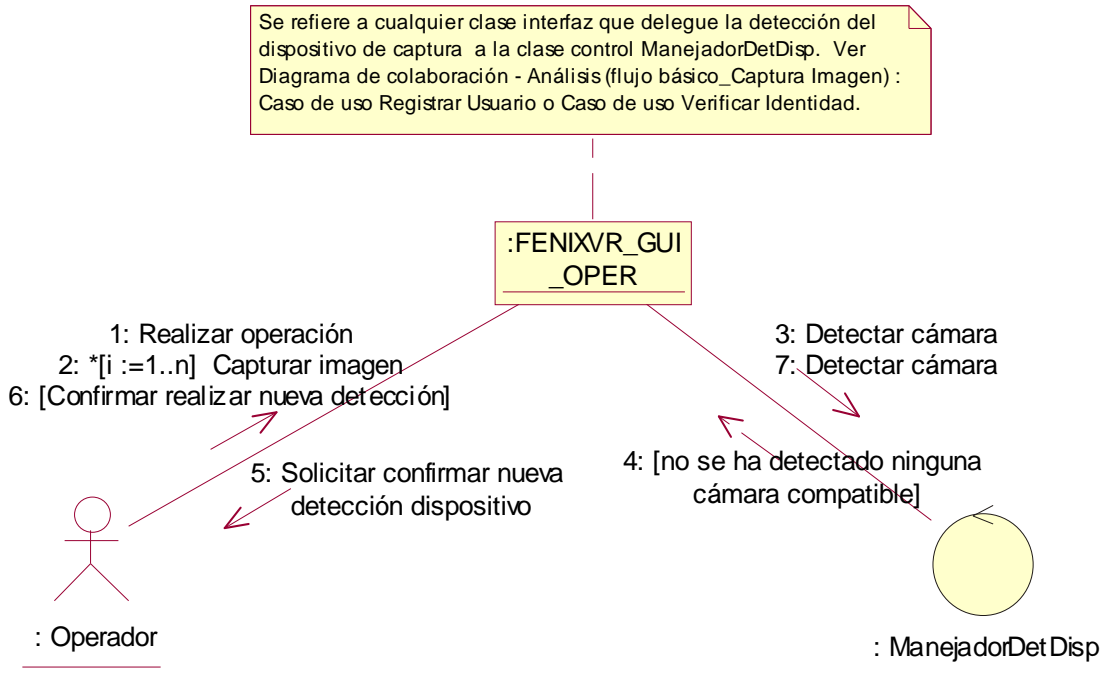 Se refiere a cualquier clase interfaz que delegue la detección del
dispositivo de captura a la clase control ManejadorDetDisp. Ver
Diagrama de colaboración - Análisis (flujo básico_Captura Imagen) :
Caso de uso Registrar Usuario o Caso de uso Verificar Identidad.
:FENIXVR_GUI
_OPER
1: Realizar operación
2: *[i :=1..n] Capturar imagen
6: [Confirmar realizar nueva detección]
3: Detectar cámara
7: Detectar cámara
5: Solicitar confirmar nueva
detección dispositivo
4: [no se ha detectado ninguna
cámara compatible]
: Operador
: ManejadorDetDisp